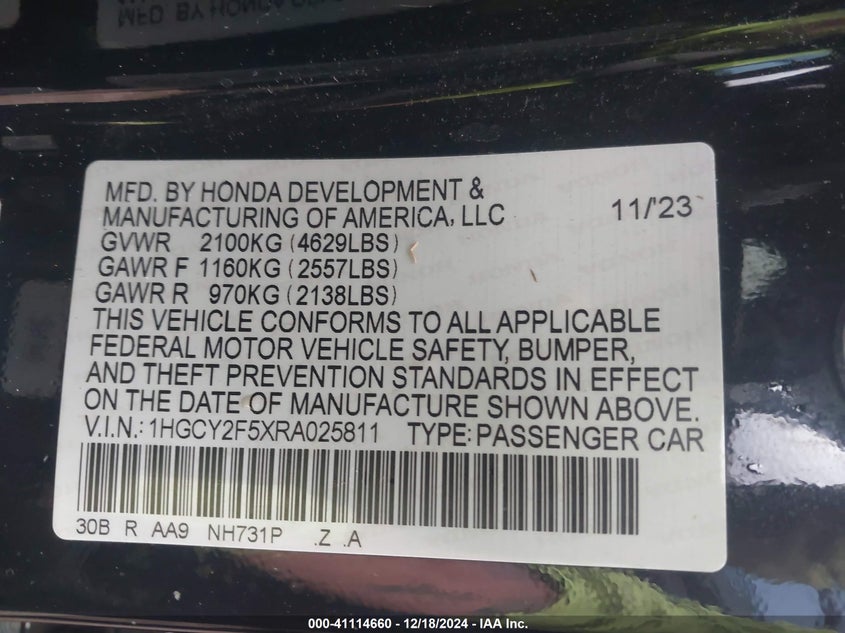 MFD. BY HONDA DEVELOPMENT &
MANUFACTURING OF AMERICA, LLC 11/'23
GVWR 2100KG (4629LBS)
GAWR F 1160KG (2557LBS)
GAWR R 970KG (2138LBS)
THIS VEHICLE CONFORMS TO ALL APPLICABLE
FEDERAL MOTOR VEHICLE SAFETY, BUMPER,
AND THEFT PREVENTION STANDARDS IN EFFECT
ON THE DATE OF MANUFACTURE SHOWN ABOVE.
V.I.N.: 1HGCY2F5XRA025811 TYPE: PASSENGER CAR
30B R AA9 NH731P .Z .A
000-41114660 - 12/18/2024 - IAA Inc.